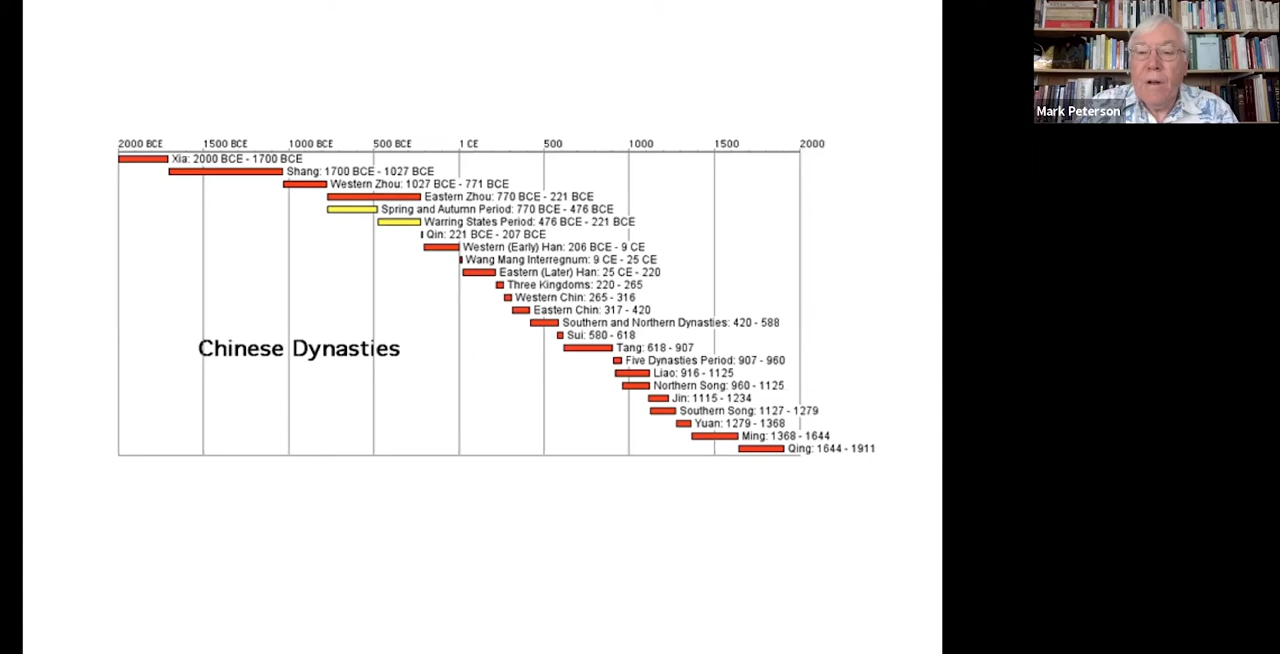 Mark Peterson
2000 BCE 1500 BCE 1000 BCE 500 BCE 1 CE 500 1000 1500 2000
Xia: 2000 BCE - 1700 BCE
Shang: 1700 BCE - 1027 BCE
Western Zhou: 1027 BCE - 771 BCE
Eastern Zhou: 770 BCE - 221 BCE
Spring and Autumn Period: 770 BCE - 476 BCE
Warring States Period: 476 BCE - 221 BCE
Qin: 221 BCE - 207 BCE
Western (Early) Han: 206 BCE - 9 CE
Wang Mang Interregnum: 9 CE - 25 CE
Eastern (Later) Han: 25 CE - 220
Three Kingdoms: 220 - 265
Western Chin: 265 - 316
Eastern Chin: 317 - 420
Southern and Northern Dynasties: 420 - 588
Sui: 580 - 618
Tang: 618 - 907
Chinese Dynasties
Five Dynasties Period: 907 - 960
Liao: 916 - 1125
Northern Song: 960 - 1125
Jin: 1115 - 1234
Southern Song: 1127 - 1279
Yuan: 1279 - 1368
Ming: 1368 - 1644
Qing: 1644 - 1911